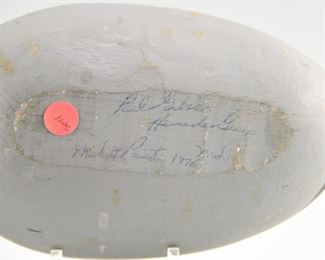 Paul Gibson
Havre de Grace
Md.
Painter 1976